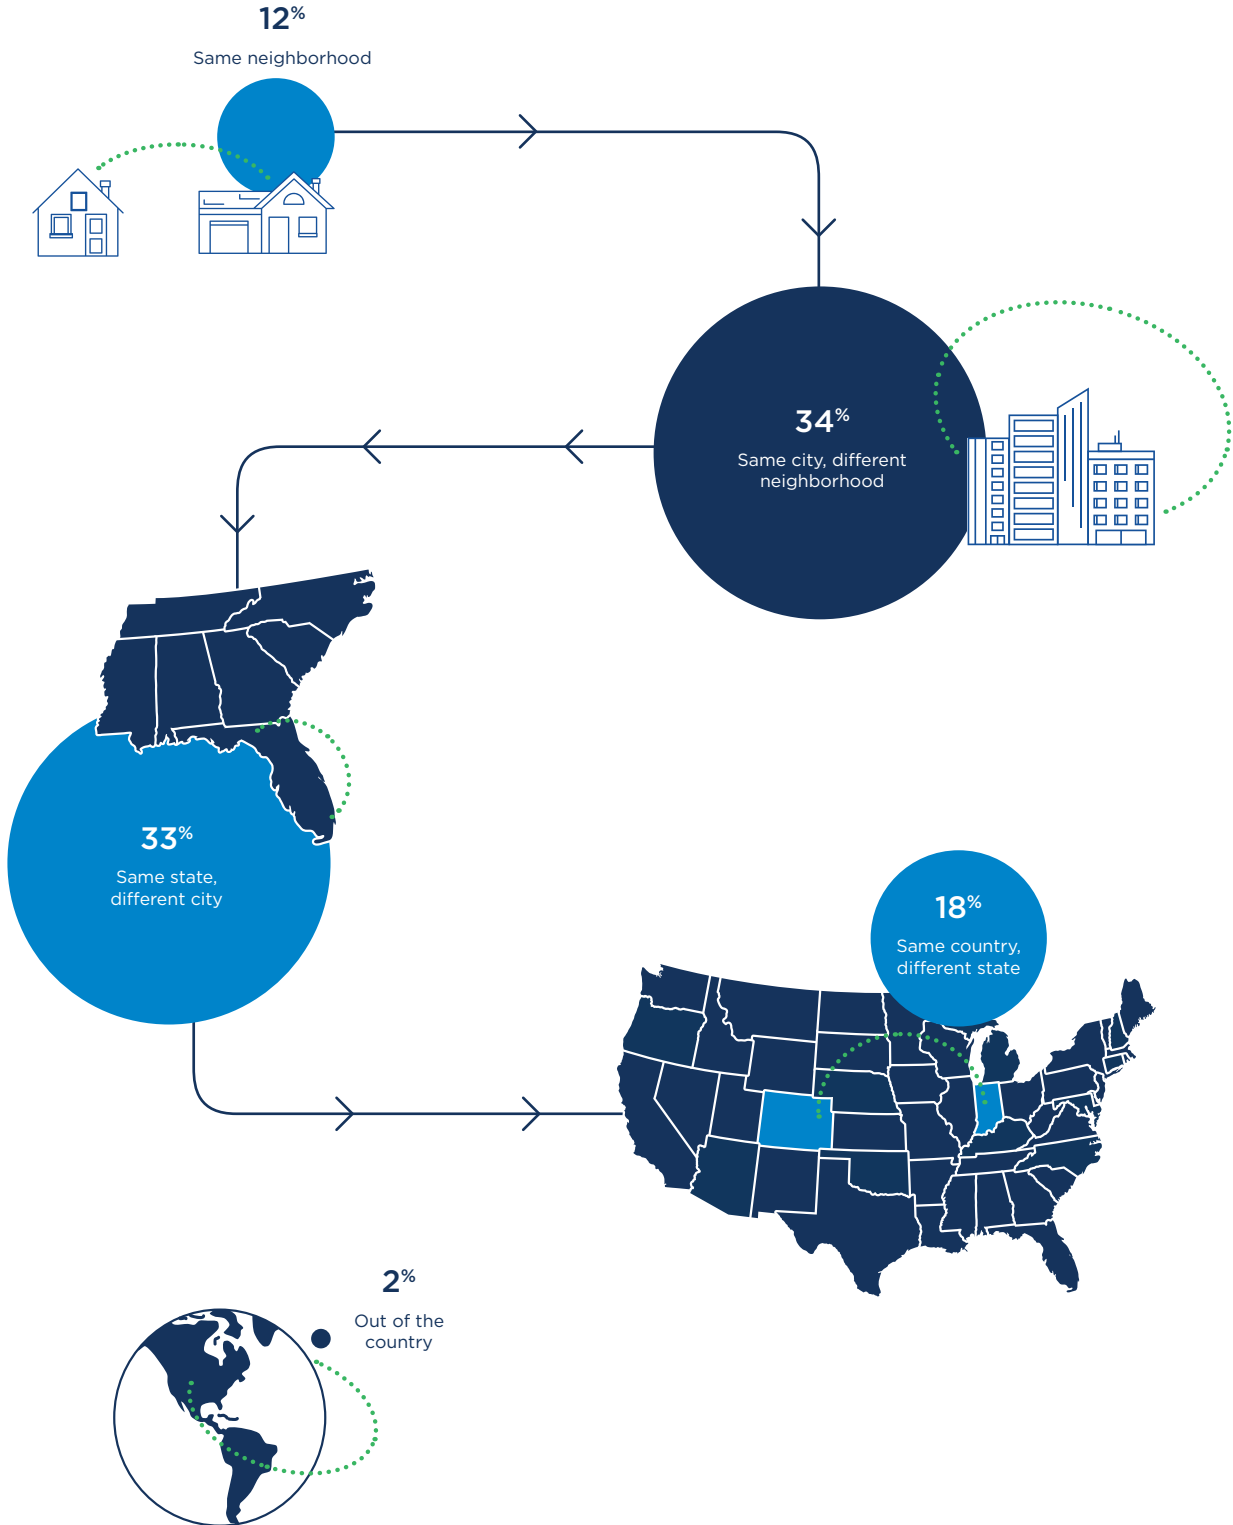 12%
Same neighborhood
34%
Same city, different
neighborhood
33%
Same state,
different city
18%
Same country,
different state
2%
Out of the
country